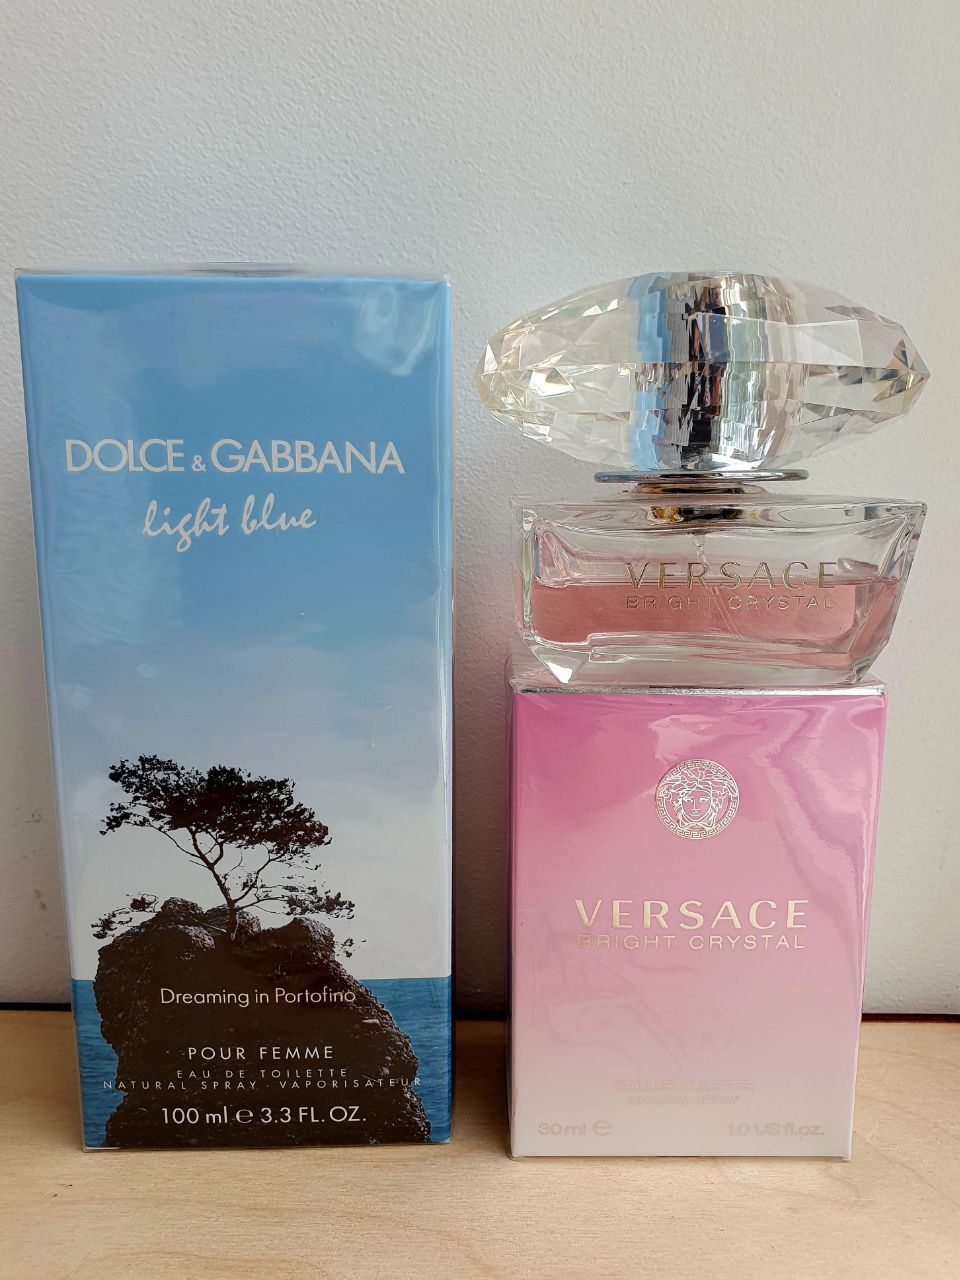 DOLCE & GABBANA
light blue
Dreaming in Portofino
POUR FEMME
EAU DE TOILETTE
NATURAL SPRAY · VAPORISATEUR
100 ml e 3.3 FL. OZ.
VERSACE
BRIGHT CRYSTAL
VERSACE
BRIGHT CRYSTAL
EAU DE TOILETTE
NATURAL SPRAY
30 ml e 1.0 US fl.oz.